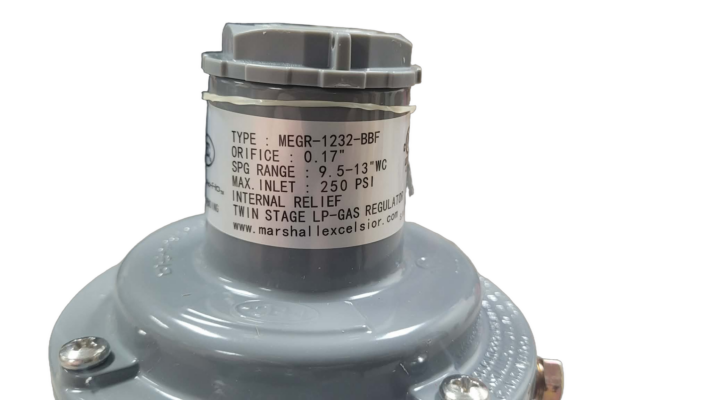 TYPE : MEGR-1232-BBF
ORIFICE : 0.17"
SPG RANGE : 9.5-13"WC
MAX. INLET : 250 PSI
INTERNAL RELIEF
TWIN STAGE LP-GAS REGULATOR
www.marshallexcelsior.com